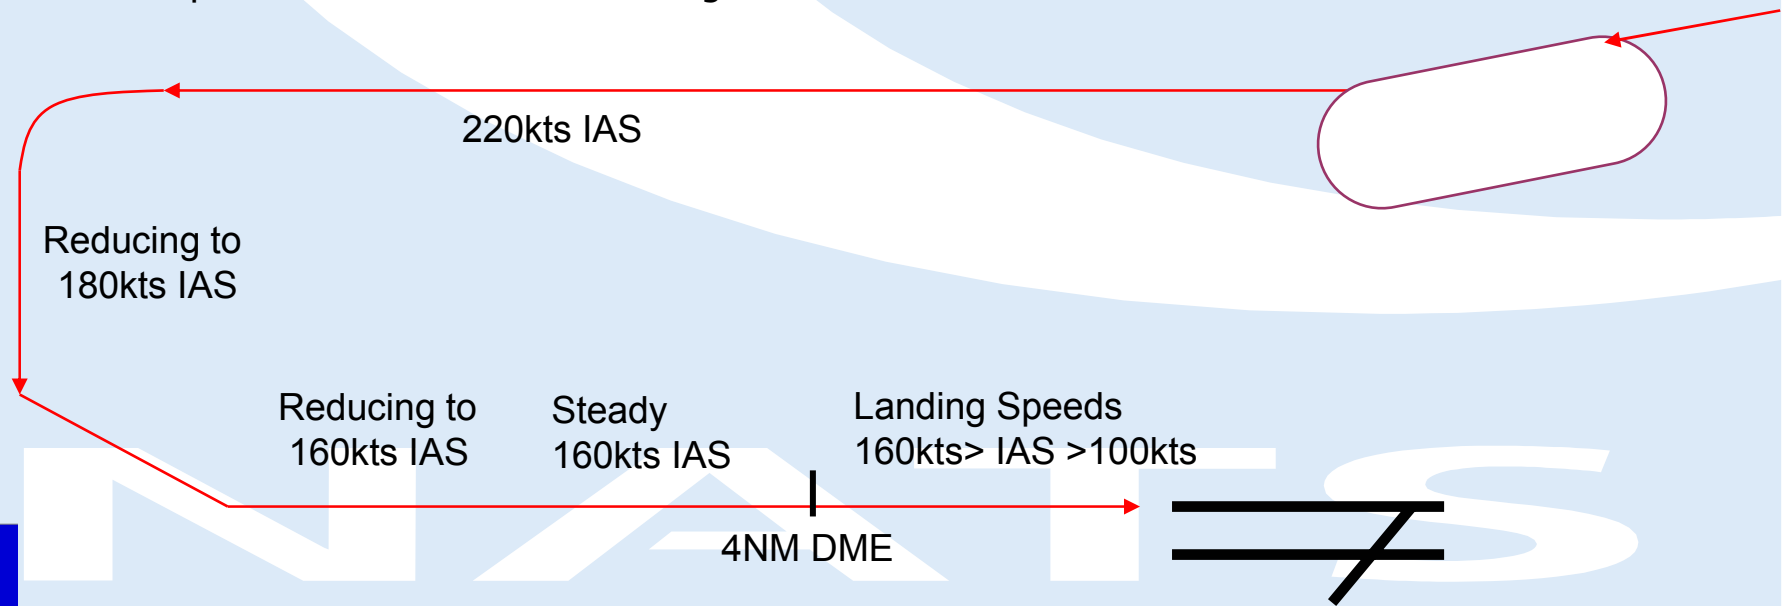 220kts IAS
Reducing to
180kts IAS
Reducing to
160kts IAS
Steady
160kts IAS
Landing Speeds
160kts> IAS >100kts
4NM DME
NATS